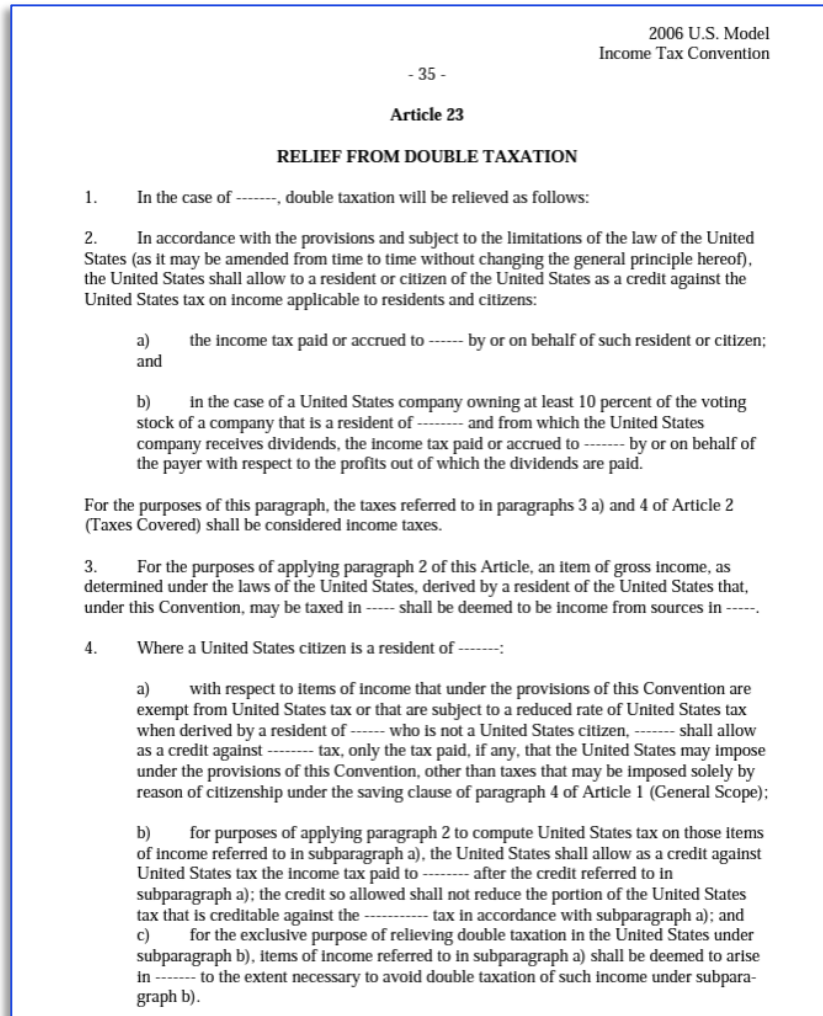 2006 U.S. Model
Income Tax Convention
- 35 -
Article 23
RELIEF FROM DOUBLE TAXATION
1. In the case of -------, double taxation will be relieved as follows:
2. In accordance with the provisions and subject to the limitations of the law of the United
States (as it may be amended from time to time without changing the general principle hereof),
the United States shall allow to a resident or citizen of the United States as a credit against the
United States tax on income applicable to residents and citizens:
a) the income tax paid or accrued to ------ by or on behalf of such resident or citizen;
and
b) in the case of a United States company owning at least 10 percent of the voting
stock of a company that is a resident of -------- and from which the United States
company receives dividends, the income tax paid or accrued to ------- by or on behalf of
the payer with respect to the profits out of which the dividends are paid.
For the purposes of this paragraph, the taxes referred to in paragraphs 3 a) and 4 of Article 2
(Taxes Covered) shall be considered income taxes.
3. For the purposes of applying paragraph 2 of this Article, an item of gross income, as
determined under the laws of the United States, derived by a resident of the United States that,
under this Convention, may be taxed in ----- shall be deemed to be income from sources in -----.
4. Where a United States citizen is a resident of -------:
a) with respect to items of income that under the provisions of this Convention are
exempt from United States tax or that are subject to a reduced rate of United States tax
when derived by a resident of ------ who is not a United States citizen, ------- shall allow
as a credit against -------- tax, only the tax paid, if any, that the United States may impose
under the provisions of this Convention, other than taxes that may be imposed solely by
reason of citizenship under the saving clause of paragraph 4 of Article 1 (General Scope);
b) for purposes of applying paragraph 2 to compute United States tax on those items
of income referred to in subparagraph a), the United States shall allow as a credit against
United States tax the income tax paid to -------- after the credit referred to in
subparagraph a); the credit so allowed shall not reduce the portion of the United States
tax that is creditable against the ----------- tax in accordance with subparagraph a); and
c) for the exclusive purpose of relieving double taxation in the United States under
subparagraph b), items of income referred to in subparagraph a) shall be deemed to arise
in ------- to the extent necessary to avoid double taxation of such income under subpara-
graph b).